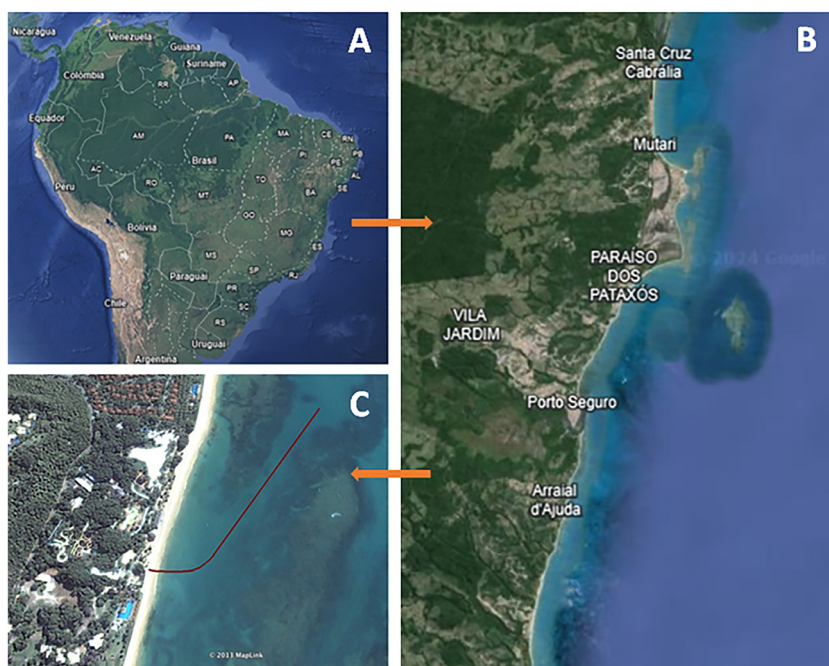 A
Nicarágua
Venezuela
Guiana
Suriname
Colômbia
RR
AP
Equador
AM
PA
MA
CE
RN
PB
PI
PE
AL
SE
Brasil
AC
RO
TO
BA
MT
Peru
GO
Bolívia
MG
ES
MS
SP
RJ
Paraguai
PR
Chile
SC
RS
Uruguai
Argentina
B
Santa Cruz
Cabrália
Mutari
© 2024 Google
PARAÍSO
DOS
PATAXÓS
VILA
JARDIM
Porto Seguro
Arraial
d'Ajuda
C
© 2013 MapLink